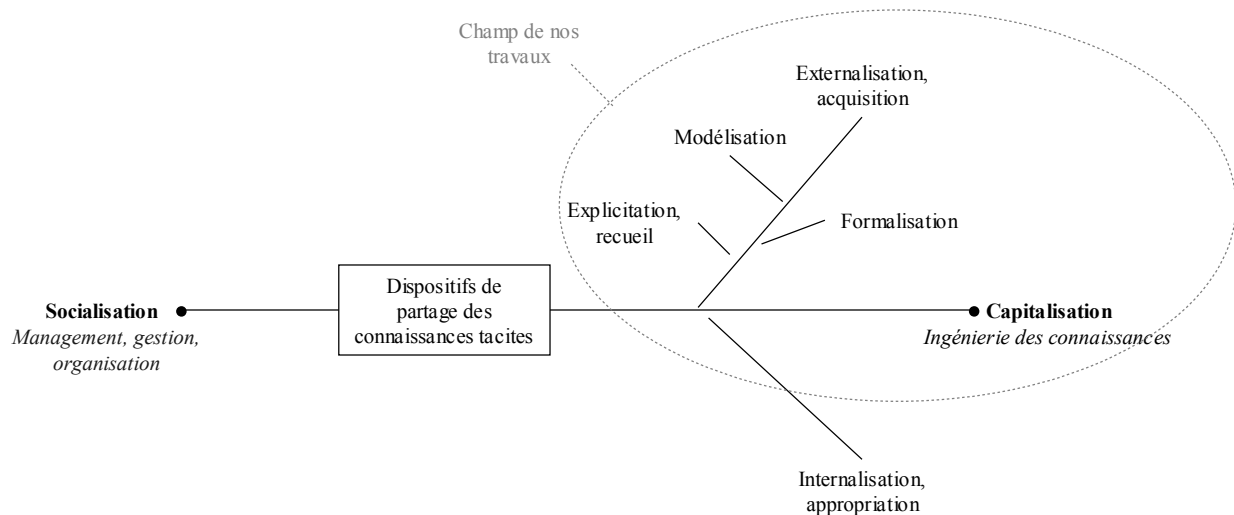 Champ de nos
travaux
Externalisation,
acquisition
Modélisation
Explicitation,
recueil
Formalisation
Dispositifs de
partage des
connaissances tacites
Socialisation
Management, gestion,
organisation
Capitalisation
Ingénierie des connaissances
Internalisation,
appropriation